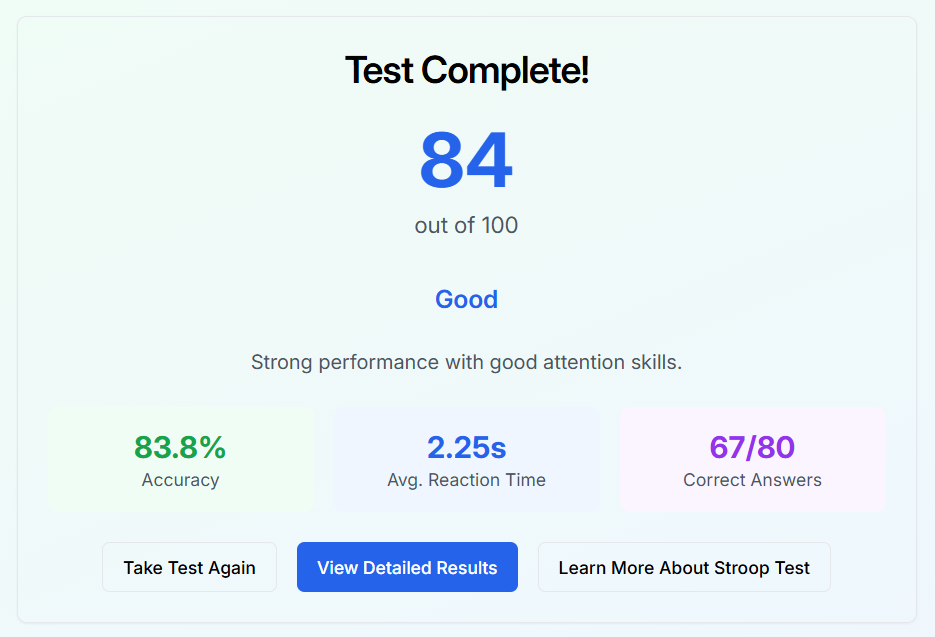 Test Complete!
84
out of 100
Good
Strong performance with good attention skills.
83.8%
Accuracy
2.25s
Avg. Reaction Time
67/80
Correct Answers
Take Test Again
View Detailed Results
Learn More About Stroop Test